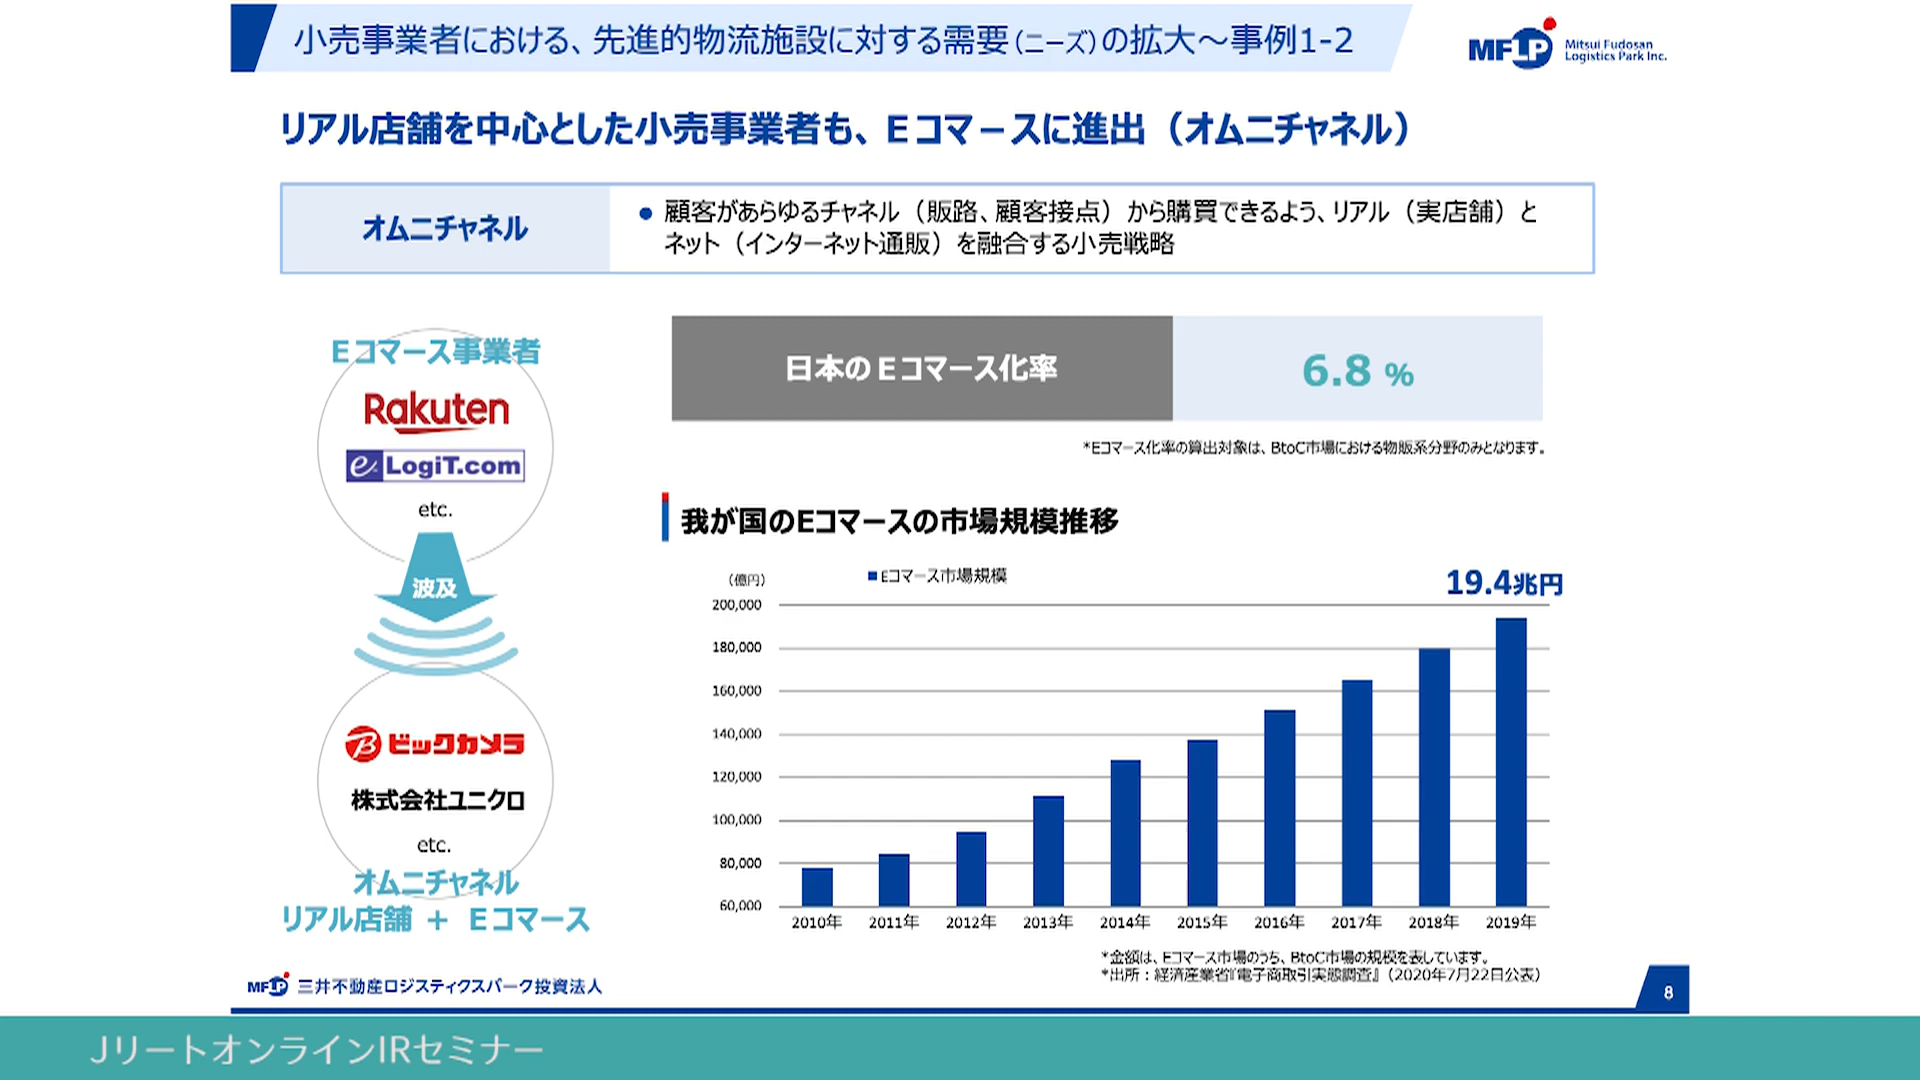 小売事業者における、先進的物流施設に対する需要（ニーズ）の拡大～事例1-2
MFLP Mitsui Fudosan
Logistics Park Inc.
リアル店舗を中心とした小売事業者も、Eコマースに進出（オムニチャネル）
オムニチャネル
● 顧客があらゆるチャネル（販路、顧客接点）から購買できるよう、リアル（実店舗）と
ネット（インターネット通販）を融合する小売戦略
Eコマース事業者
Rakuten
e-LogiT.com
etc.
波及
ビックカメラ
株式会社ユニクロ
etc.
オムニチャネル
リアル店舗 ＋ Eコマース
日本のEコマース化率
6.8 %
*Eコマース化率の算出対象は、BtoC市場における物販系分野のみとなります。
我が国のEコマースの市場規模推移
（億円）
■Eコマース市場規模
19.4兆円
200,000
180,000
160,000
140,000
120,000
100,000
80,000
60,000
2010年 2011年 2012年 2013年 2014年 2015年 2016年 2017年 2018年 2019年
*金額は、Eコマース市場のうち、BtoC市場の規模を表しています。
*出所：経済産業省『電子商取引実態調査』（2020年7月22日公表）
MFLP 三井不動産ロジスティクスパーク投資法人
8
JリートオンラインIRセミナー